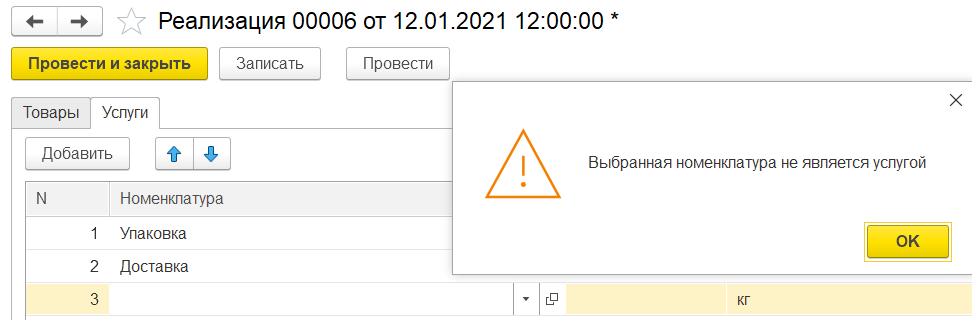 Реализация 00006 от 12.01.2021 12:00:00 *
Провести и закрыть Записать Провести
Товары Услуги
Добавить
Выбранная номенклатура не является услугой
OK
N Номенклатура
1 Упаковка
2 Доставка
3 кг